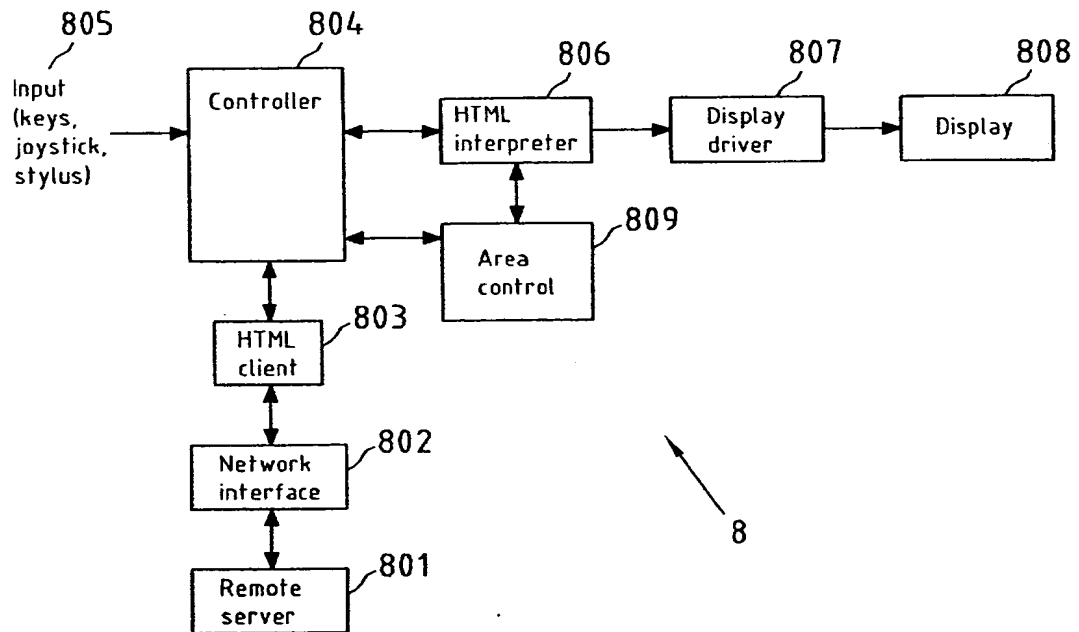 805
Input
(keys,
joystick,
stylus)
804
Controller
806
HTML
interpreter
807
Display
driver
808
Display
809
Area
control
803
HTML
client
802
Network
interface
801
Remote
server
8